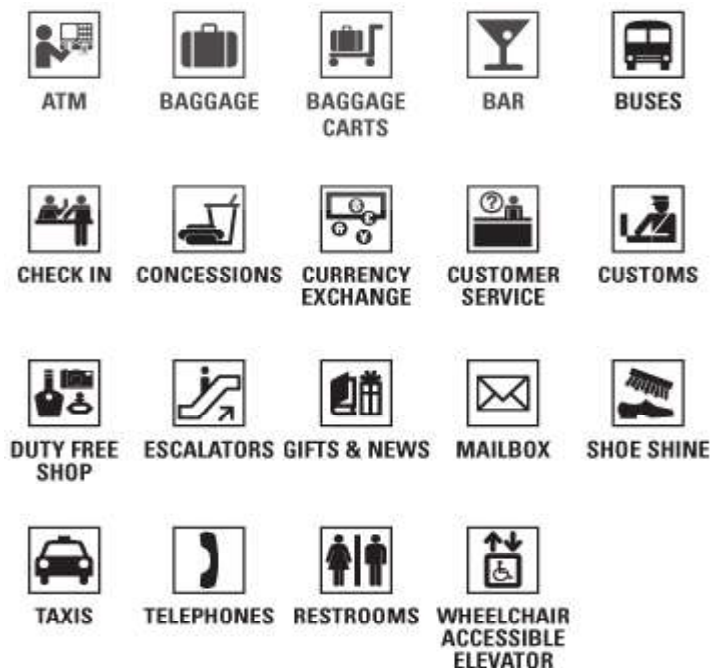 ATM
BAGGAGE
BAGGAGE
CARTS
BAR
BUSES
CHECK IN
CONCESSIONS
CURRENCY
EXCHANGE
?
CUSTOMER
SERVICE
CUSTOMS
DUTY FREE
SHOP
ESCALATORS
GIFTS & NEWS
MAILBOX
SHOE SHINE
TAXIS
TELEPHONES
RESTROOMS
WHEELCHAIR
ACCESSIBLE
ELEVATOR